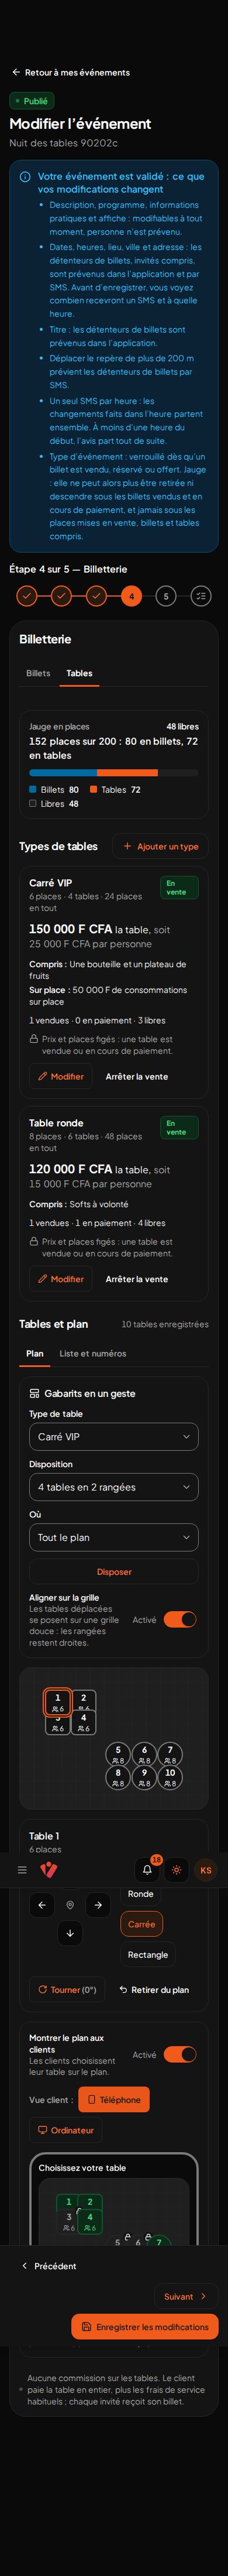 Retour à mes événements
Publié
Modifier l'événement
Nuit des tables 90202c
Votre événement est validé : ce que
vos modifications changent
Description, programme, informations
pratiques et affiche : modifiables à tout
moment, personne n'est prévenu.
Dates, heures, lieu, ville et adresse : les
détenteurs de billets, invités compris,
sont prévenus dans l'application et par
SMS. Avant d'enregistrer, vous voyez
combien recevront un SMS et à quelle
heure.
Titre : les détenteurs de billets sont
prévenus dans l'application.
Déplacer le repère de plus de 200 m
prévient les détenteurs de billets par
SMS.
Un seul SMS par heure : les
changements faits dans l'heure partent
ensemble. À moins d'une heure du
début, l'avis part tout de suite.
Type d'événement : verrouillé dès qu'un
billet est vendu, réservé ou offert. Jauge
: elle ne peut alors plus être retirée ni
descendre sous les billets vendus et en
cours de paiement, et jamais sous les
places mises en vente, billets et tables
compris.
Étape 4 sur 5 — Billetterie
4
5
Billetterie
Billets
Tables
Jauge en places
48 libres
152 places sur 200 : 80 en billets, 72
en tables
Billets 80
Tables 72
Libres 48
Types de tables
Ajouter un type
Carré VIP
En
vente
6 places · 4 tables · 24 places
en tout
150 000 F CFA la table, soit
25 000 F CFA par personne
Compris : Une bouteille et un plateau de
fruits
Sur place : 50 000 F de consommations
sur place
1 vendues · 0 en paiement · 3 libres
Prix et places figés : une table est
vendue ou en cours de paiement.
Modifier
Arrêter la vente
Table ronde
En
vente
8 places · 6 tables · 48 places
en tout
120 000 F CFA la table, soit
15 000 F CFA par personne
Compris : Softs à volonté
1 vendues · 1 en paiement · 4 libres
Prix et places figés : une table est
vendue ou en cours de paiement.
Modifier
Arrêter la vente
Tables et plan
10 tables enregistrées
Plan
Liste et numéros
Gabarits en un geste
Type de table
Carré VIP
Disposition
4 tables en 2 rangées
Où
Tout le plan
Disposer
Aligner sur la grille
Les tables déplacées
se posent sur une grille
douce : les rangées
restent droites.
Activé
1
6
2
6
3
6
4
6
5
8
6
8
7
8
8
8
9
8
10
8
Table 1
6 places
18
KS
Ronde
Carrée
Rectangle
Tourner (0°)
Retirer du plan
Montrer le plan aux
clients
Les clients choisissent
leur table sur le plan.
Activé
Vue client :
Téléphone
Ordinateur
Choisissez votre table
1
2
3
6
4
6
5
6
7
Précédent
Suivant
Enregistrer les modifications
Aucune commission sur les tables. Le client
paie la table en entier, plus les frais de service
habituels ; chaque invité reçoit son billet.